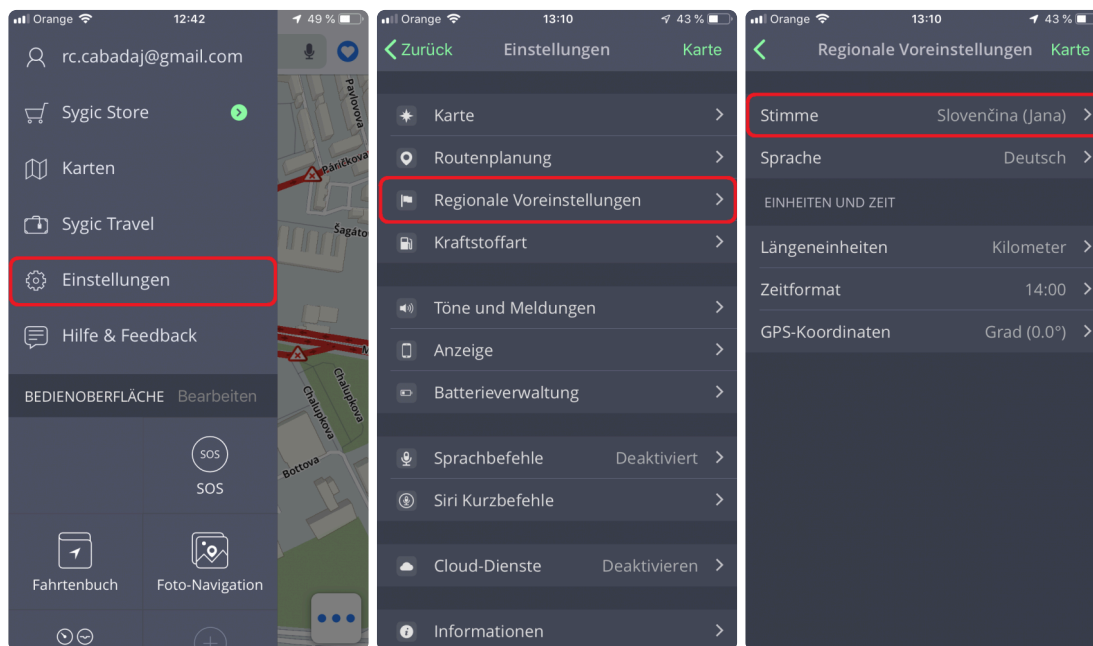 Orange 12:42 49 %
rc.cabadaj@gmail.com
Sygic Store
Karten
Sygic Travel
Einstellungen
Hilfe & Feedback
BEDIENOBERFLÄCHE Bearbeiten
SOS
SOS
Fahrtenbuch Foto-Navigation
Pavlovova
Páričkova
Šagáto
Chalupkova
Chalupkova
Bottova
Orange 13:10 43 %
Zurück Einstellungen Karte
Karte
Routenplanung
Regionale Voreinstellungen
Kraftstoffart
Töne und Meldungen
Anzeige
Batterieverwaltung
Sprachbefehle Deaktiviert
Siri Kurzbefehle
Cloud-Dienste Deaktivieren
Informationen
Orange 13:10 43 %
Regionale Voreinstellungen Karte
Stimme Slovenčina (Jana)
Sprache Deutsch
EINHEITEN UND ZEIT
Längeneinheiten Kilometer
Zeitformat 14:00
GPS-Koordinaten Grad (0.0°)